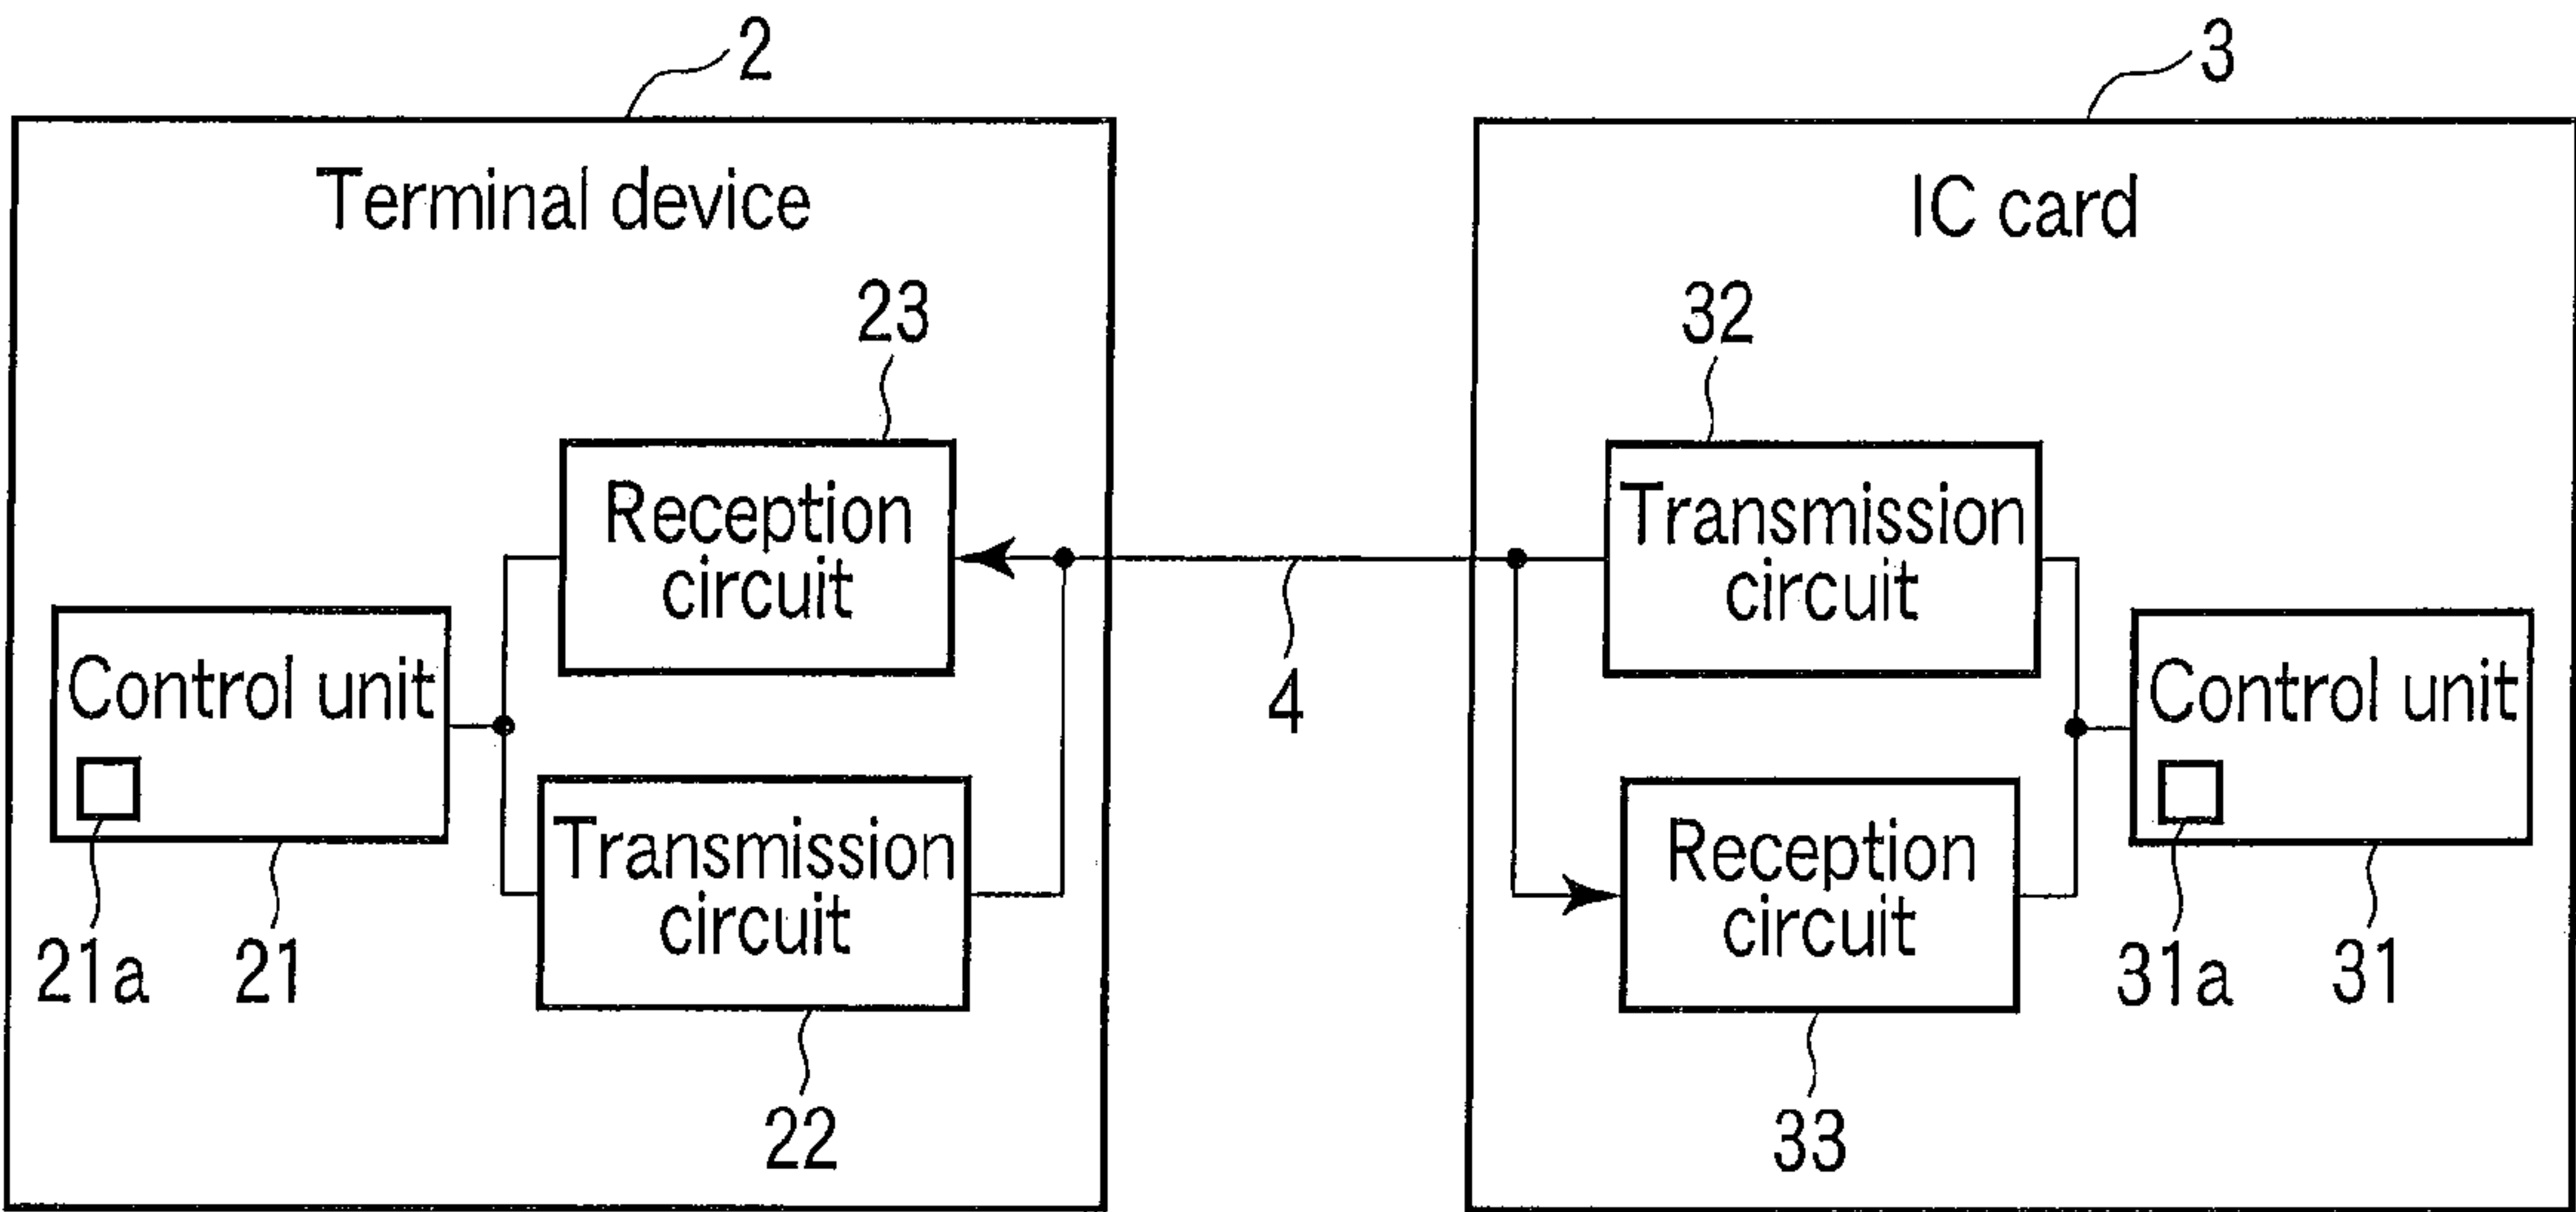 2
3
Terminal device
IC card
23
32
Reception
circuit
Transmission
circuit
Control unit
4
Control unit
Transmission
circuit
Reception
circuit
21a
21
31a
31
22
33